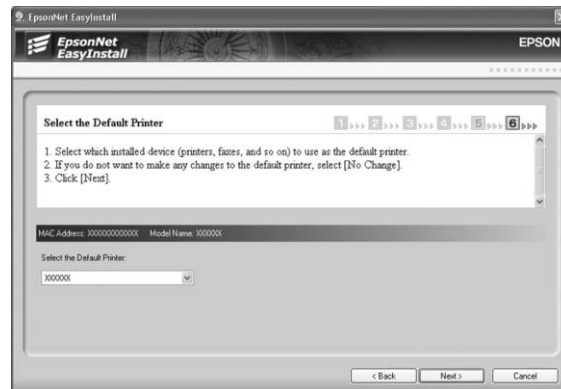 EpsonNet EasyInstall
EpsonNet
EasyInstall
EPSON
Select the Default Printer
1 2 3 4 5 6
1. Select which installed device (printers, faxes, and so on) to use as the default printer.
2. If you do not want to make any changes to the default printer, select [No Change].
3. Click [Next].
MAC Address: XXXXXXXXXXXX Model Name: XXXXXX
Select the Default Printer:
XXXXXX
< Back Next > Cancel